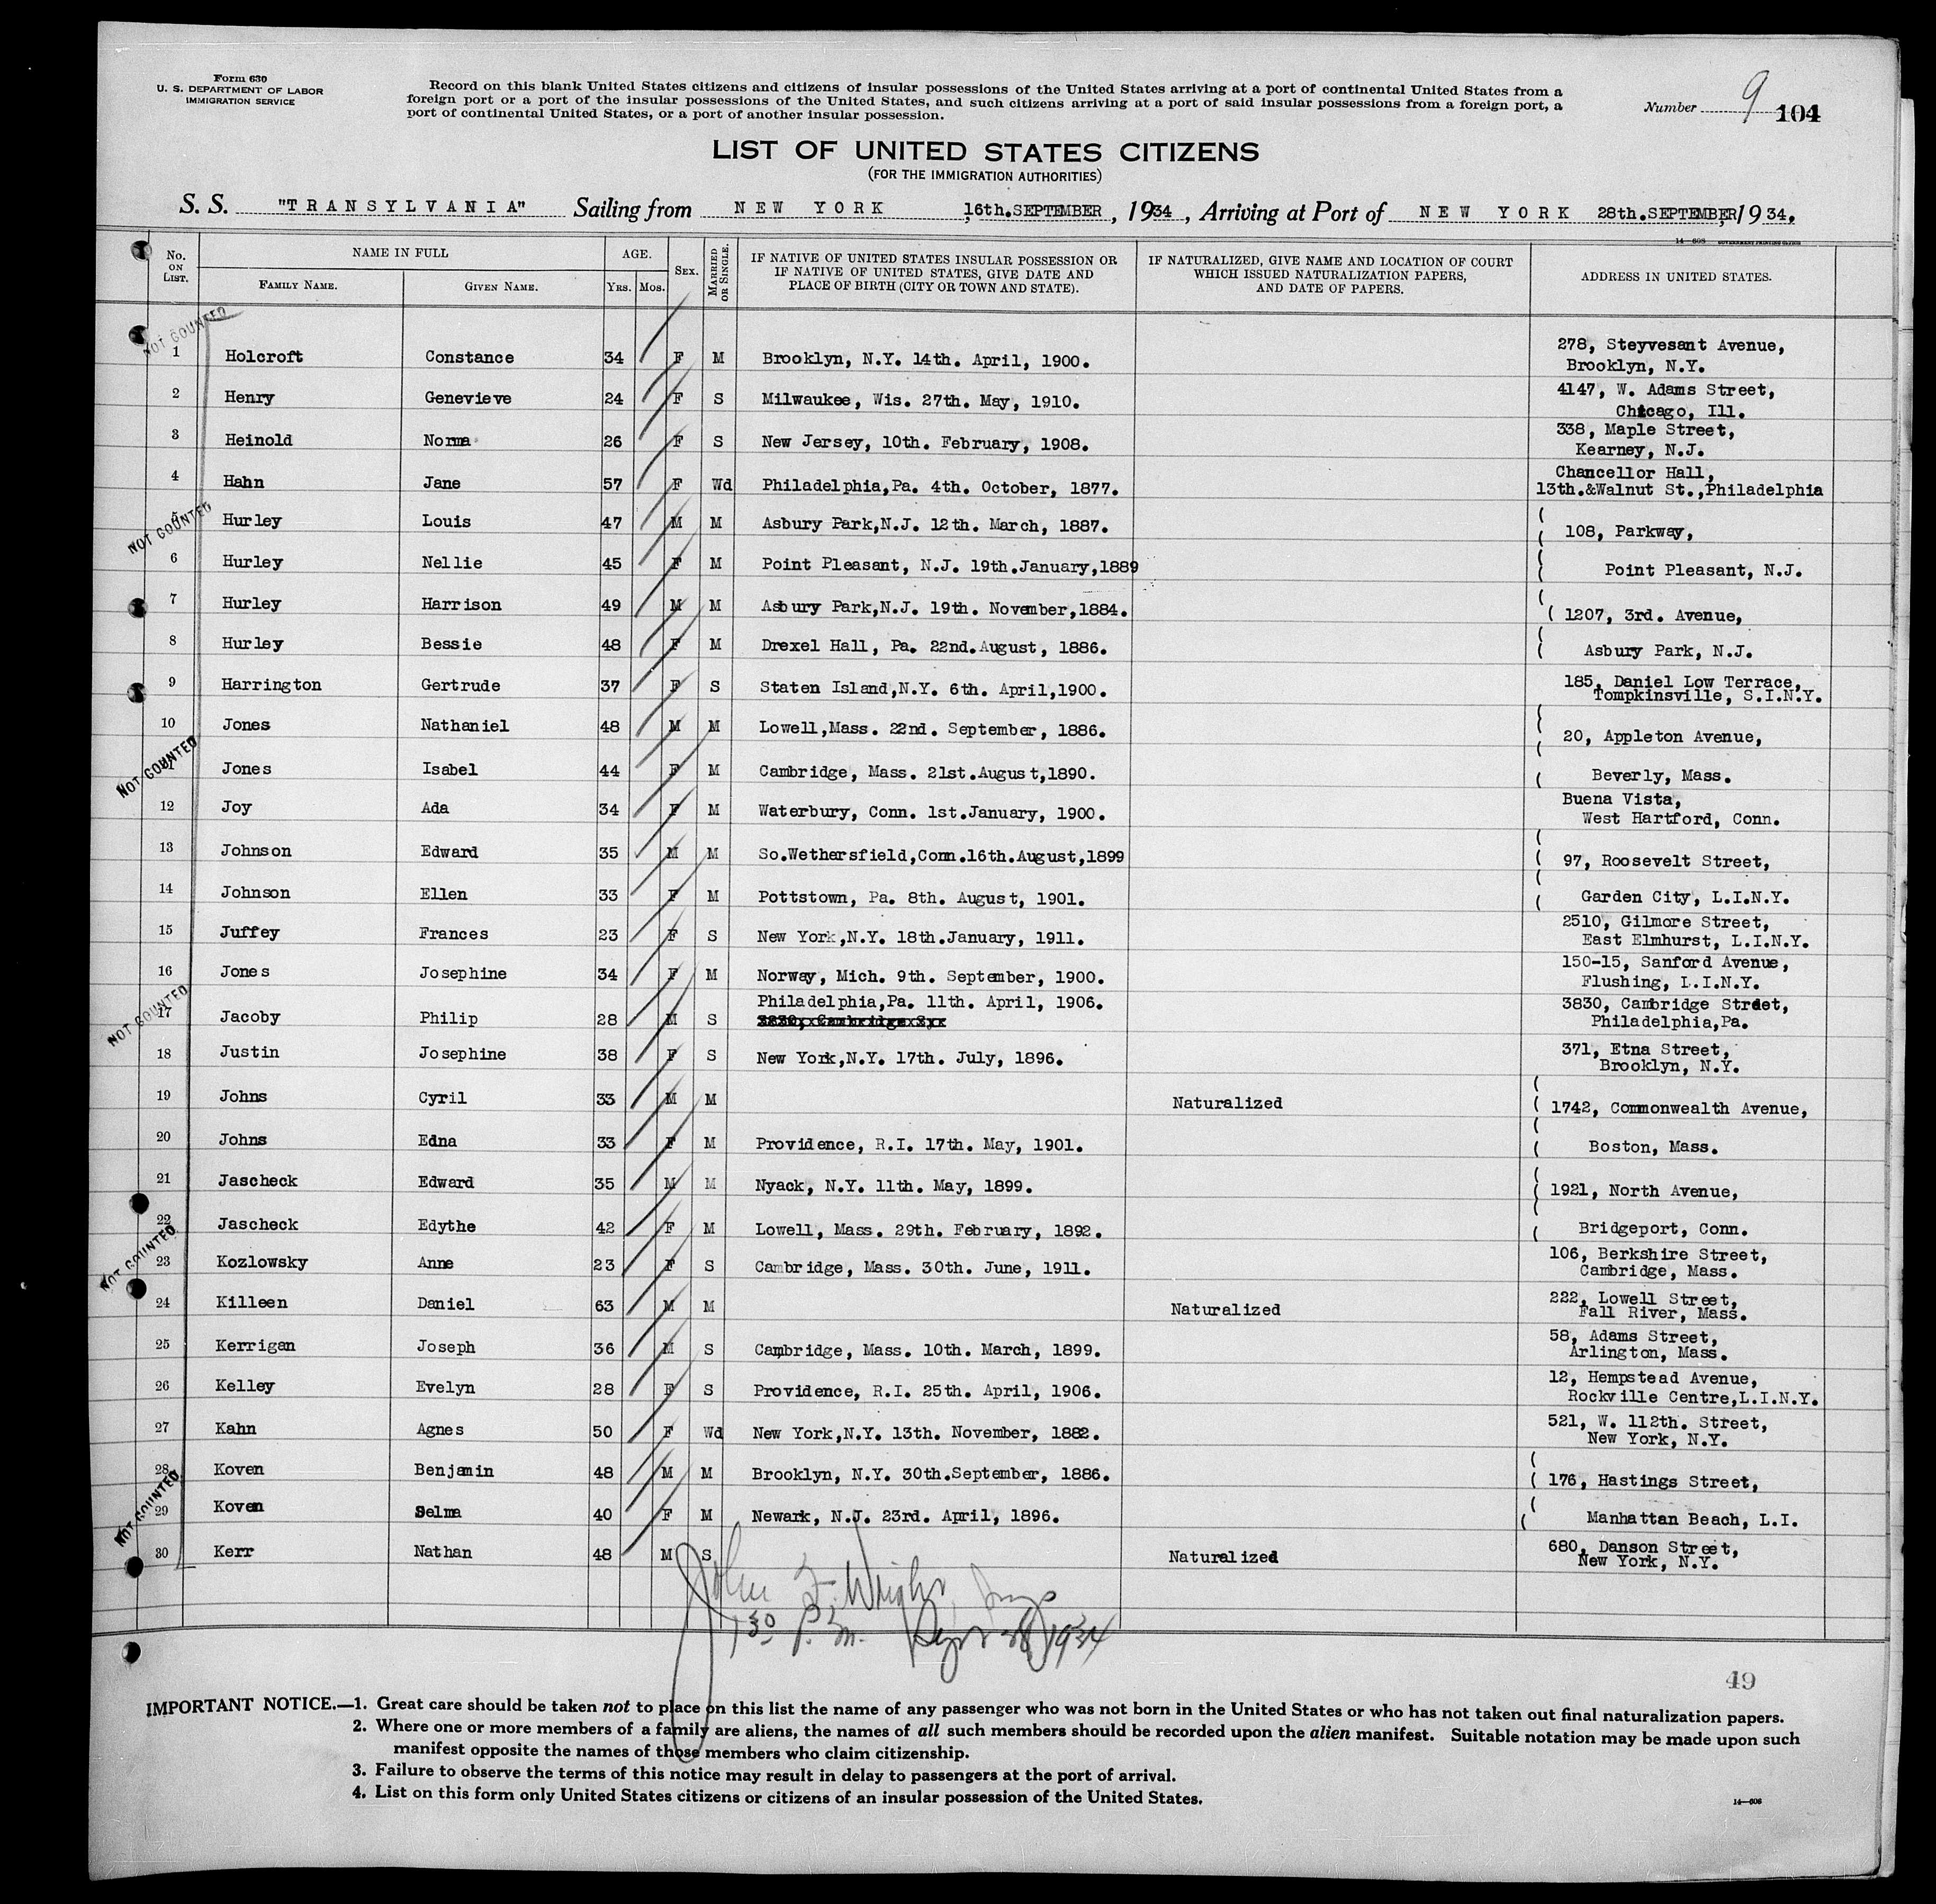 Form 630
U. S. DEPARTMENT OF LABOR
IMMIGRATION SERVICE
Record on this blank United States citizens and citizens of insular possessions of the United States arriving at a port of continental United States from a
foreign port or a port of the insular possessions of the United States, and such citizens arriving at a port of said insular possessions from a foreign port, a
port of continental United States, or a port of another insular possession.
Number 9 104
LIST OF UNITED STATES CITIZENS
(FOR THE IMMIGRATION AUTHORITIES)
S. S. "TRANSYLVANIA" Sailing from NEW YORK 16th.SEPTEMBER, 1934, Arriving at Port of NEW YORK 28th.SEPTEMBER, 1934.
14—608 GOVERNMENT PRINTING OFFICE
No. ON LIST. NAME IN FULL FAMILY NAME. GIVEN NAME. AGE. YRS. MOS. SEX. MARRIED OR SINGLE. IF NATIVE OF UNITED STATES INSULAR POSSESSION OR IF NATIVE OF UNITED STATES, GIVE DATE AND PLACE OF BIRTH (CITY OR TOWN AND STATE). IF NATURALIZED, GIVE NAME AND LOCATION OF COURT WHICH ISSUED NATURALIZATION PAPERS, AND DATE OF PAPERS. ADDRESS IN UNITED STATES.
NOT COUNTED
1 Holcroft Constance 34 F M Brooklyn, N.Y. 14th. April, 1900. 278, Steyvesant Avenue, Brooklyn, N.Y.
2 Henry Genevieve 24 F S Milwaukee, Wis. 27th. May, 1910. 4147, W. Adams Street, Chicago, Ill.
3 Heinold Norma 26 F S New Jersey, 10th. February, 1908. 338, Maple Street, Kearney, N.J.
4 Hahn Jane 57 F Wd Philadelphia,Pa. 4th. October, 1877. Chancellor Hall, 13th.&Walnut St.,Philadelphia
NOT COUNTED
5 Hurley Louis 47 M M Asbury Park,N.J. 12th. March, 1887. 108, Parkway,
6 Hurley Nellie 45 F M Point Pleasant, N.J. 19th.January,1889 Point Pleasant, N.J.
7 Hurley Harrison 49 M M Asbury Park,N.J. 19th. November,1884. 1207, 3rd. Avenue,
8 Hurley Bessie 48 F M Drexel Hall, Pa. 22nd.August, 1886. Asbury Park, N.J.
9 Harrington Gertrude 37 F S Staten Island,N.Y. 6th. April,1900. 185, Daniel Low Terrace, Tompkinsville, S.I.N.Y.
10 Jones Nathaniel 48 M M Lowell,Mass. 22nd. September, 1886. 20, Appleton Avenue,
NOT COUNTED
11 Jones Isabel 44 F M Cambridge, Mass. 21st.August,1890. Beverly, Mass.
12 Joy Ada 34 F M Waterbury, Conn. 1st.January, 1900. Buena Vista, West Hartford, Conn.
13 Johnson Edward 35 M M So.Wethersfield,Conn.16th.August,1899 97, Roosevelt Street,
14 Johnson Ellen 33 F M Pottstown, Pa. 8th. August, 1901. Garden City, L.I.N.Y.
15 Juffey Frances 23 F S New York,N.Y. 18th.January, 1911. 2510, Gilmore Street, East Elmhurst, L.I.N.Y.
16 Jones Josephine 34 F M Norway, Mich. 9th. September, 1900. 150-15, Sanford Avenue, Flushing, L.I.N.Y.
NOT COUNTED
17 Jacoby Philip 28 M S Philadelphia,Pa. 11th. April, 1906. 3830, Cambridge Street, Philadelphia,Pa.
18 Justin Josephine 38 F S New York,N.Y. 17th. July, 1896. 371, Etna Street, Brooklyn, N.Y.
19 Johns Cyril 33 M M Naturalized 1742, Commonwealth Avenue,
20 Johns Edna 33 F M Providence, R.I. 17th. May, 1901. Boston, Mass.
21 Jascheck Edward 35 M M Nyack, N.Y. 11th. May, 1899. 1921, North Avenue,
22 Jascheck Edythe 42 F M Lowell, Mass. 29th. February, 1892. Bridgeport, Conn.
NOT COUNTED
23 Kozlowsky Anne 23 F S Cambridge, Mass. 30th. June, 1911. 106, Berkshire Street, Cambridge, Mass.
24 Killeen Daniel 63 M M Naturalized 222, Lowell Street, Fall River, Mass.
25 Kerrigan Joseph 36 M S Cambridge, Mass. 10th. March, 1899. 58, Adams Street, Arlington, Mass.
26 Kelley Evelyn 28 F S Providence, R.I. 25th. April, 1906. 12, Hempstead Avenue, Rockville Centre,L.I.N.Y.
27 Kahn Agnes 50 F Wd New York,N.Y. 13th. November, 1882. 521, W. 112th. Street, New York, N.Y.
28 Koven Benjamin 48 M M Brooklyn, N.Y. 30th.September, 1886. 176, Hastings Street,
NOT COUNTED
29 Koven Selma 40 F M Newark, N.J. 23rd. April, 1896. Manhattan Beach, L.I.
30 Kerr Nathan 48 M S Naturalized 680, Danson Street, New York, N.Y.
John F. Wright, Insp
1 30 p.m. Sept 28, 1934
49
IMPORTANT NOTICE.—1. Great care should be taken not to place on this list the name of any passenger who was not born in the United States or who has not taken out final naturalization papers.
2. Where one or more members of a family are aliens, the names of all such members should be recorded upon the alien manifest. Suitable notation may be made upon such
manifest opposite the names of those members who claim citizenship.
3. Failure to observe the terms of this notice may result in delay to passengers at the port of arrival.
4. List on this form only United States citizens or citizens of an insular possession of the United States.
14—608